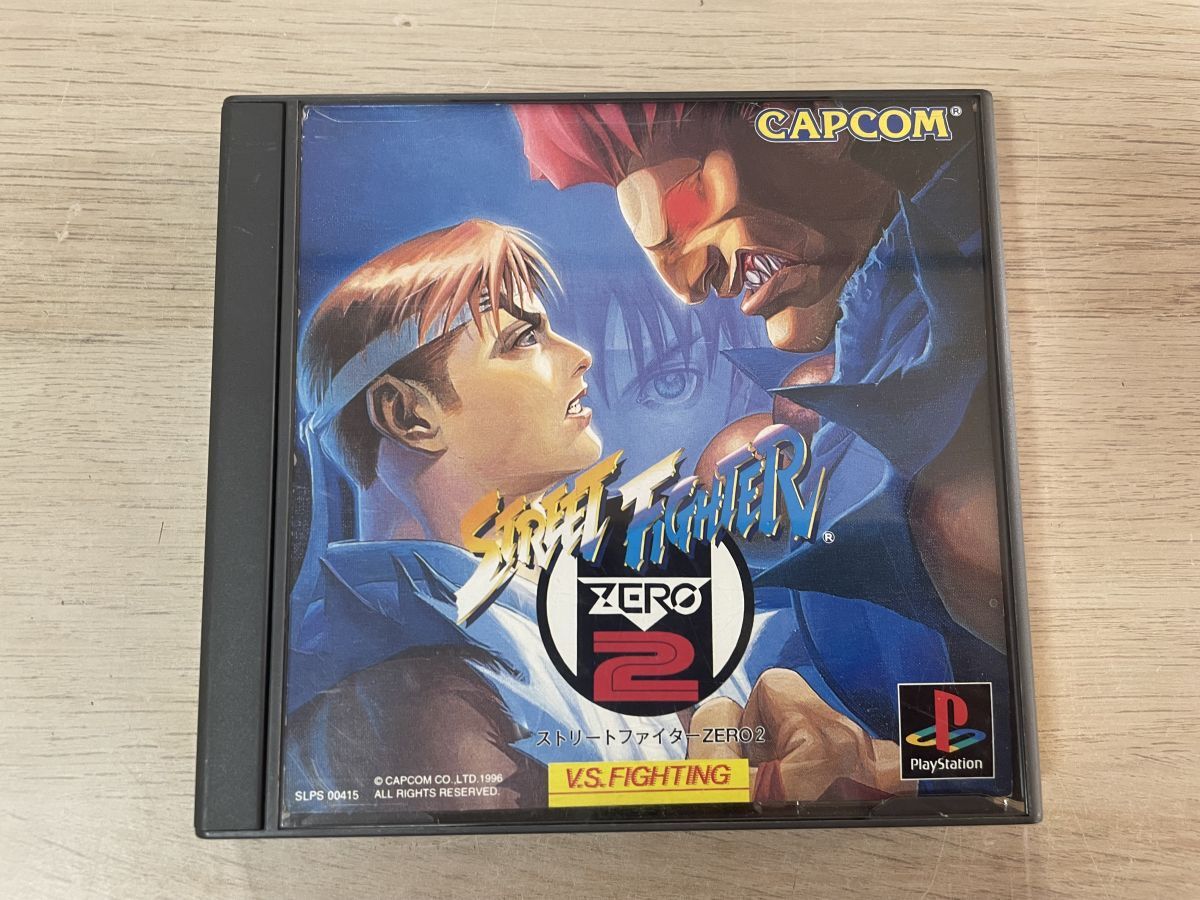 CAPCOM®
STREET FIGHTER®
ZERO
2
ストリートファイターZERO2
V.S.FIGHTING
© CAPCOM CO.,LTD.1996
SLPS 00415 ALL RIGHTS RESERVED.
PlayStation